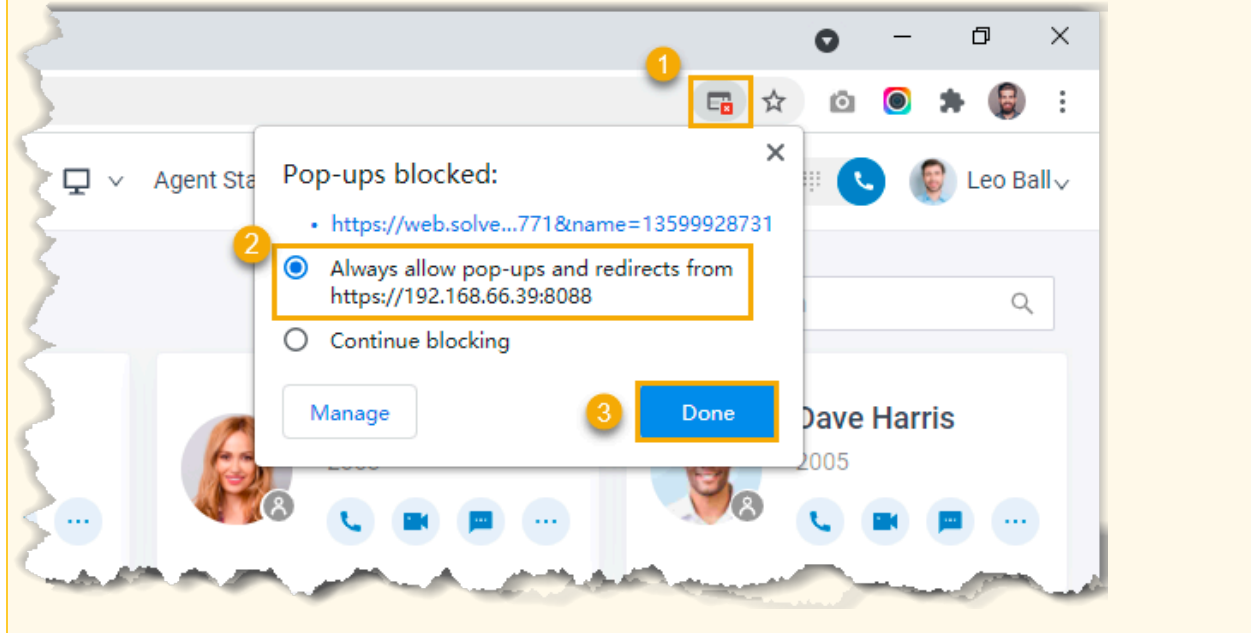 1
Agent Sta
Leo Ball
Pop-ups blocked:
• https://web.solve...771&name=13599928731
2
Always allow pop-ups and redirects from
https://192.168.66.39:8088
Continue blocking
Manage
3
Done
Dave Harris
2005